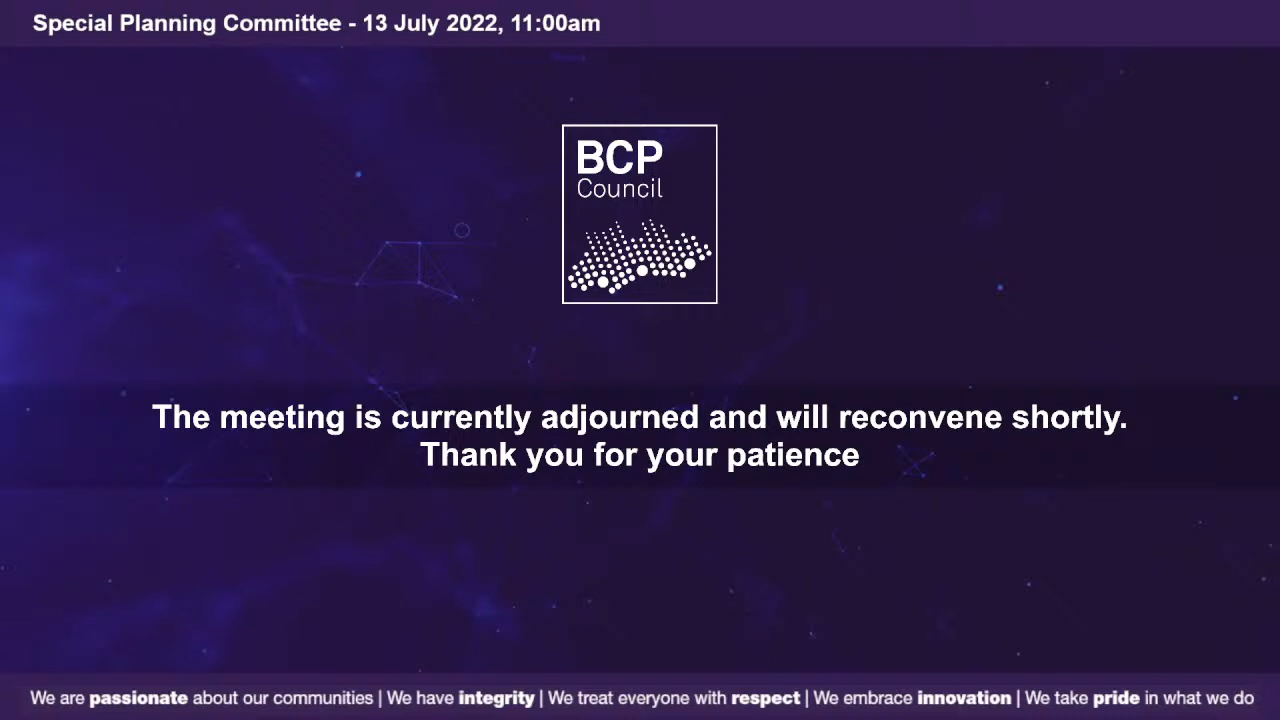 Special Planning Committee - 13 July 2022, 11:00am
BCP
Council
The meeting is currently adjourned and will reconvene shortly.
Thank you for your patience
We are passionate about our communities | We have integrity | We treat everyone with respect | We embrace innovation | We take pride in what we do